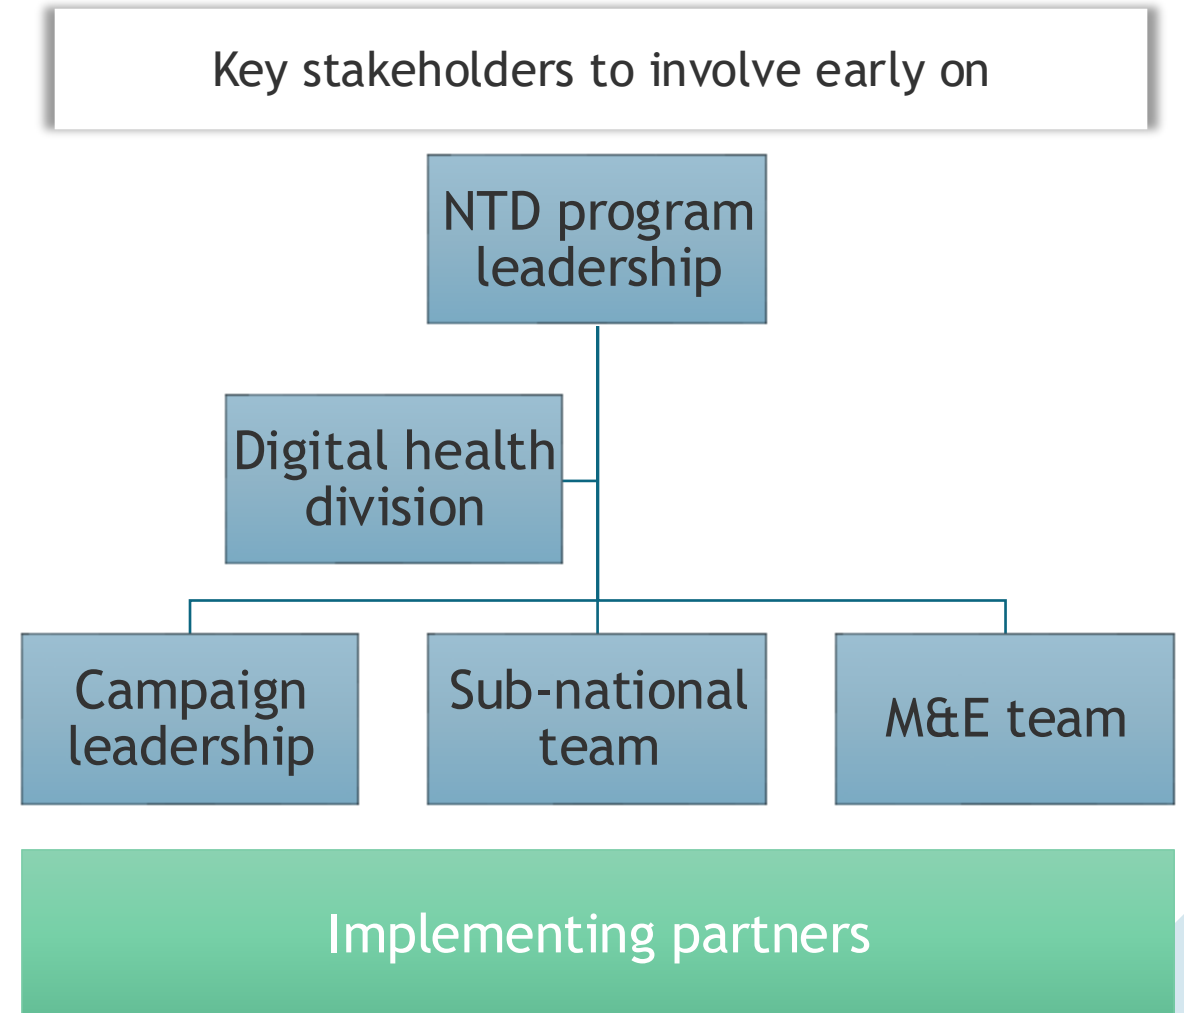 Key stakeholders to involve early on
NTD program
leadership
Digital health
division
Campaign
leadership
Sub-national
team
M&E team
Implementing partners